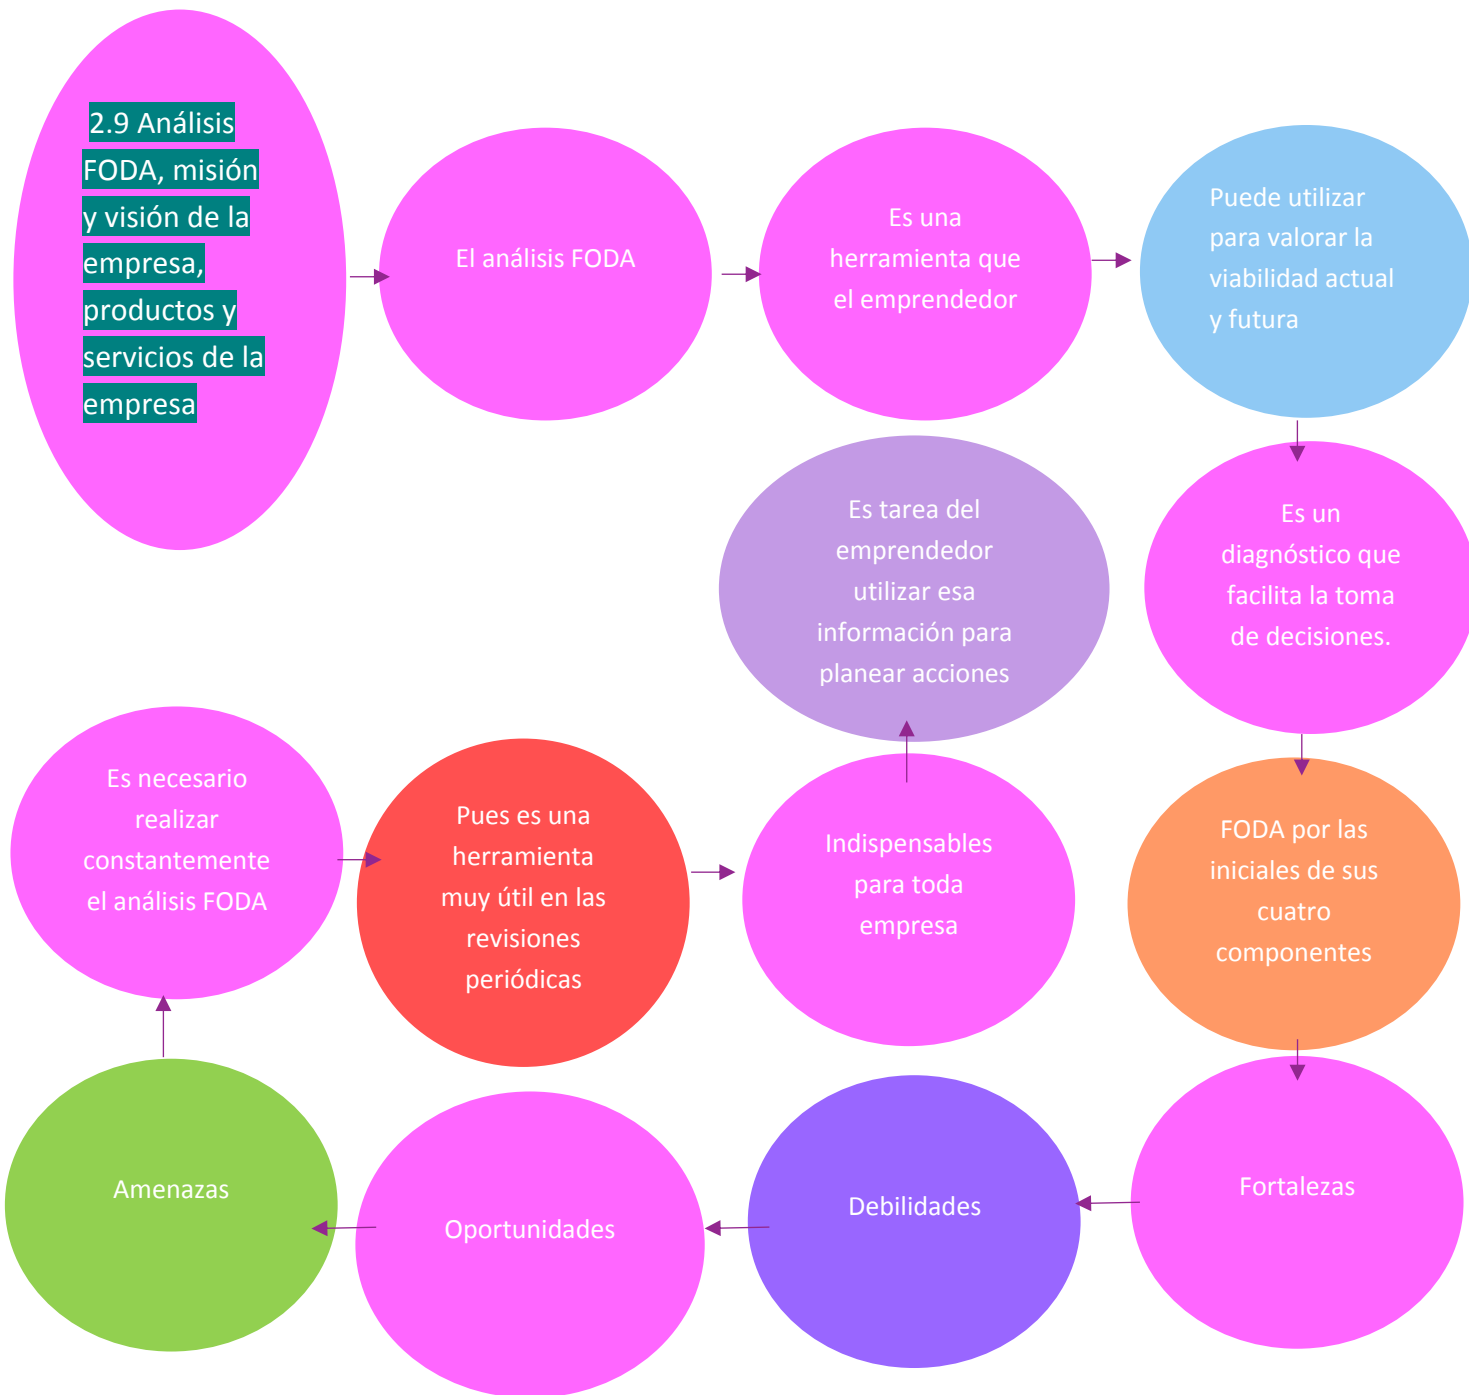 2.9 Análisis
FODA, misión
y visión de la
empresa,
productos y
servicios de la
empresa
El análisis FODA
Es una
herramienta que
el emprendedor
Puede utilizar
para valorar la
viabilidad actual
y futura
Es un
diagnóstico que
facilita la toma
de decisiones.
FODA por las
iniciales de sus
cuatro
componentes
Fortalezas
Debilidades
Oportunidades
Amenazas
Es necesario
realizar
constantemente
el análisis FODA
Pues es una
herramienta
muy útil en las
revisiones
periódicas
Indispensables
para toda
empresa
Es tarea del
emprendedor
utilizar esa
información para
planear acciones